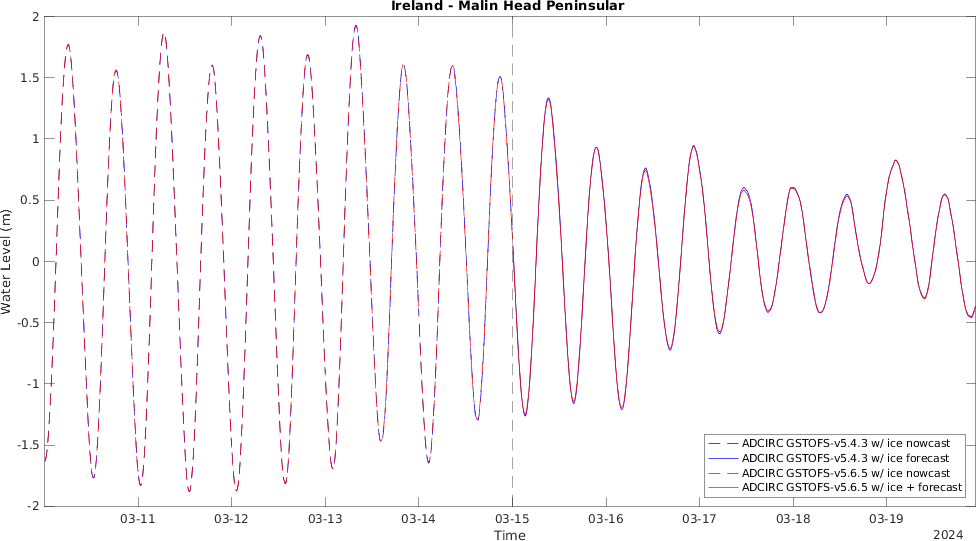 Ireland - Malin Head Peninsular
2
1.5
1
0.5
0
-0.5
-1
-1.5
-2
Water Level (m)
ADCIRC GSTOFS-v5.4.3 w/ ice nowcast
ADCIRC GSTOFS-v5.4.3 w/ ice forecast
ADCIRC GSTOFS-v5.6.5 w/ ice nowcast
ADCIRC GSTOFS-v5.6.5 w/ ice + forecast
03-11 03-12 03-13 03-14 03-15 03-16 03-17 03-18 03-19
Time
2024